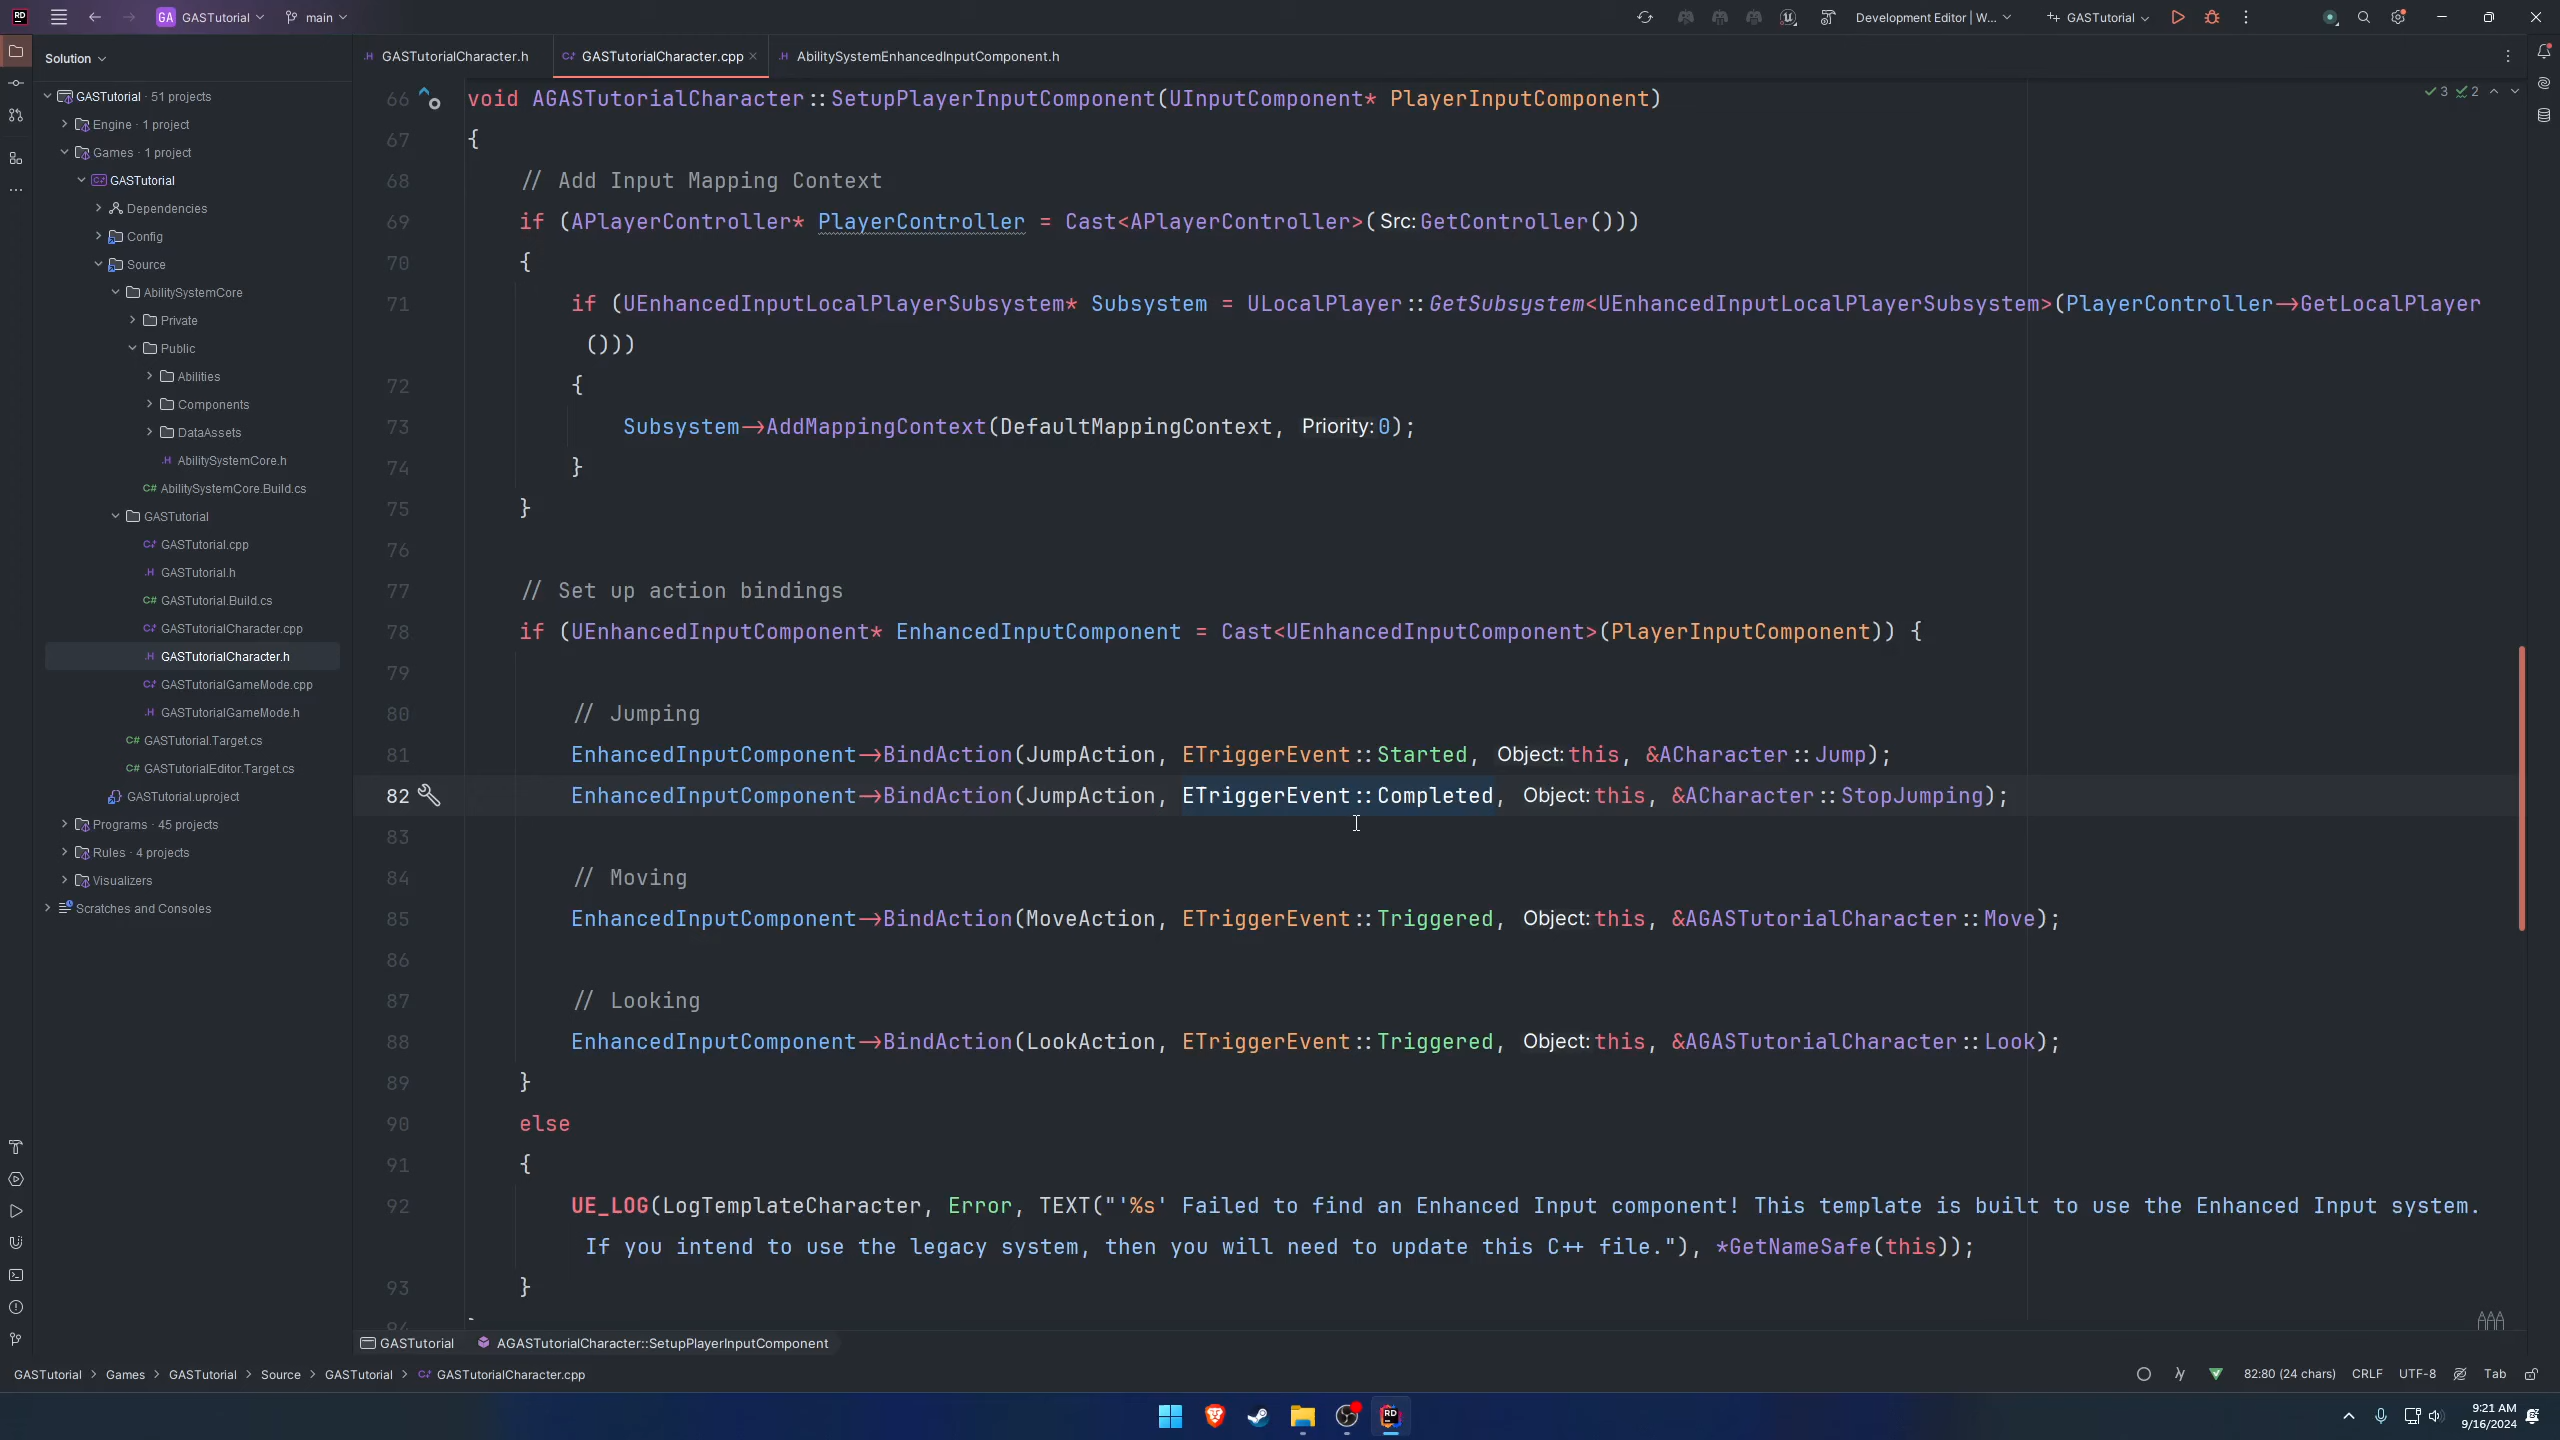 RD
GA GASTutorial
main
Development Editor | W...
GASTutorial
Solution
GASTutorial · 51 projects
Engine · 1 project
Games · 1 project
GASTutorial
Dependencies
Config
Source
AbilitySystemCore
Private
Public
Abilities
Components
DataAssets
.H AbilitySystemCore.h
C# AbilitySystemCore.Build.cs
GASTutorial
GASTutorial.cpp
.H GASTutorial.h
C# GASTutorial.Build.cs
GASTutorialCharacter.cpp
.H GASTutorialCharacter.h
GASTutorialGameMode.cpp
.H GASTutorialGameMode.h
C# GASTutorial.Target.cs
C# GASTutorialEditor.Target.cs
GASTutorial.uproject
Programs · 45 projects
Rules · 4 projects
Visualizers
Scratches and Consoles
.H GASTutorialCharacter.h
GASTutorialCharacter.cpp
.H AbilitySystemEnhancedInputComponent.h
3 2
66 void AGASTutorialCharacter::SetupPlayerInputComponent(UInputComponent* PlayerInputComponent)
67 {
68 // Add Input Mapping Context
69 if (APlayerController* PlayerController = Cast<APlayerController>(Src:GetController()))
70 {
71 if (UEnhancedInputLocalPlayerSubsystem* Subsystem = ULocalPlayer::GetSubsystem<UEnhancedInputLocalPlayerSubsystem>(PlayerController->GetLocalPlayer
()))
72 {
73 Subsystem->AddMappingContext(DefaultMappingContext, Priority:0);
74 }
75 }
76
77 // Set up action bindings
78 if (UEnhancedInputComponent* EnhancedInputComponent = Cast<UEnhancedInputComponent>(PlayerInputComponent)) {
79
80 // Jumping
81 EnhancedInputComponent->BindAction(JumpAction, ETriggerEvent::Started, Object:this, &ACharacter::Jump);
82 EnhancedInputComponent->BindAction(JumpAction, ETriggerEvent::Completed, Object:this, &ACharacter::StopJumping);
83
84 // Moving
85 EnhancedInputComponent->BindAction(MoveAction, ETriggerEvent::Triggered, Object:this, &AGASTutorialCharacter::Move);
86
87 // Looking
88 EnhancedInputComponent->BindAction(LookAction, ETriggerEvent::Triggered, Object:this, &AGASTutorialCharacter::Look);
89 }
90 else
91 {
92 UE_LOG(LogTemplateCharacter, Error, TEXT("'%s' Failed to find an Enhanced Input component! This template is built to use the Enhanced Input system.
If you intend to use the legacy system, then you will need to update this C++ file."), *GetNameSafe(this));
93 }
GASTutorial AGASTutorialCharacter::SetupPlayerInputComponent
GASTutorial > Games > GASTutorial > Source > GASTutorial > GASTutorialCharacter.cpp
82:80 (24 chars) CRLF UTF-8 Tab
9:21 AM
9/16/2024